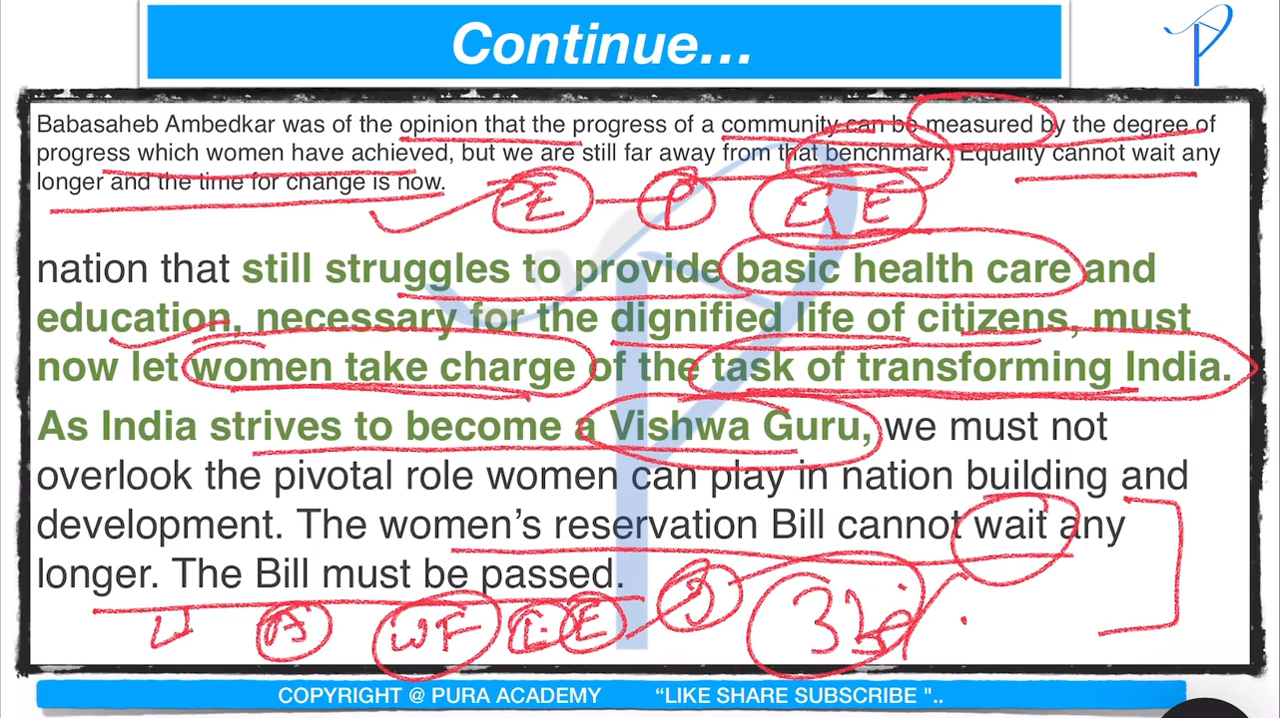 Continue...
Babasaheb Ambedkar was of the opinion that the progress of a community can be measured by the degree of
progress which women have achieved, but we are still far away from that benchmark. Equality cannot wait any
longer and the time for change is now.
E P G E
nation that still struggles to provide basic health care and
education, necessary for the dignified life of citizens, must
now let women take charge of the task of transforming India.
As India strives to become a Vishwa Guru, we must not
overlook the pivotal role women can play in nation building and
development. The women's reservation Bill cannot wait any
longer. The Bill must be passed.
WF E
COPYRIGHT @ PURA ACADEMY "LIKE SHARE SUBSCRIBE "..